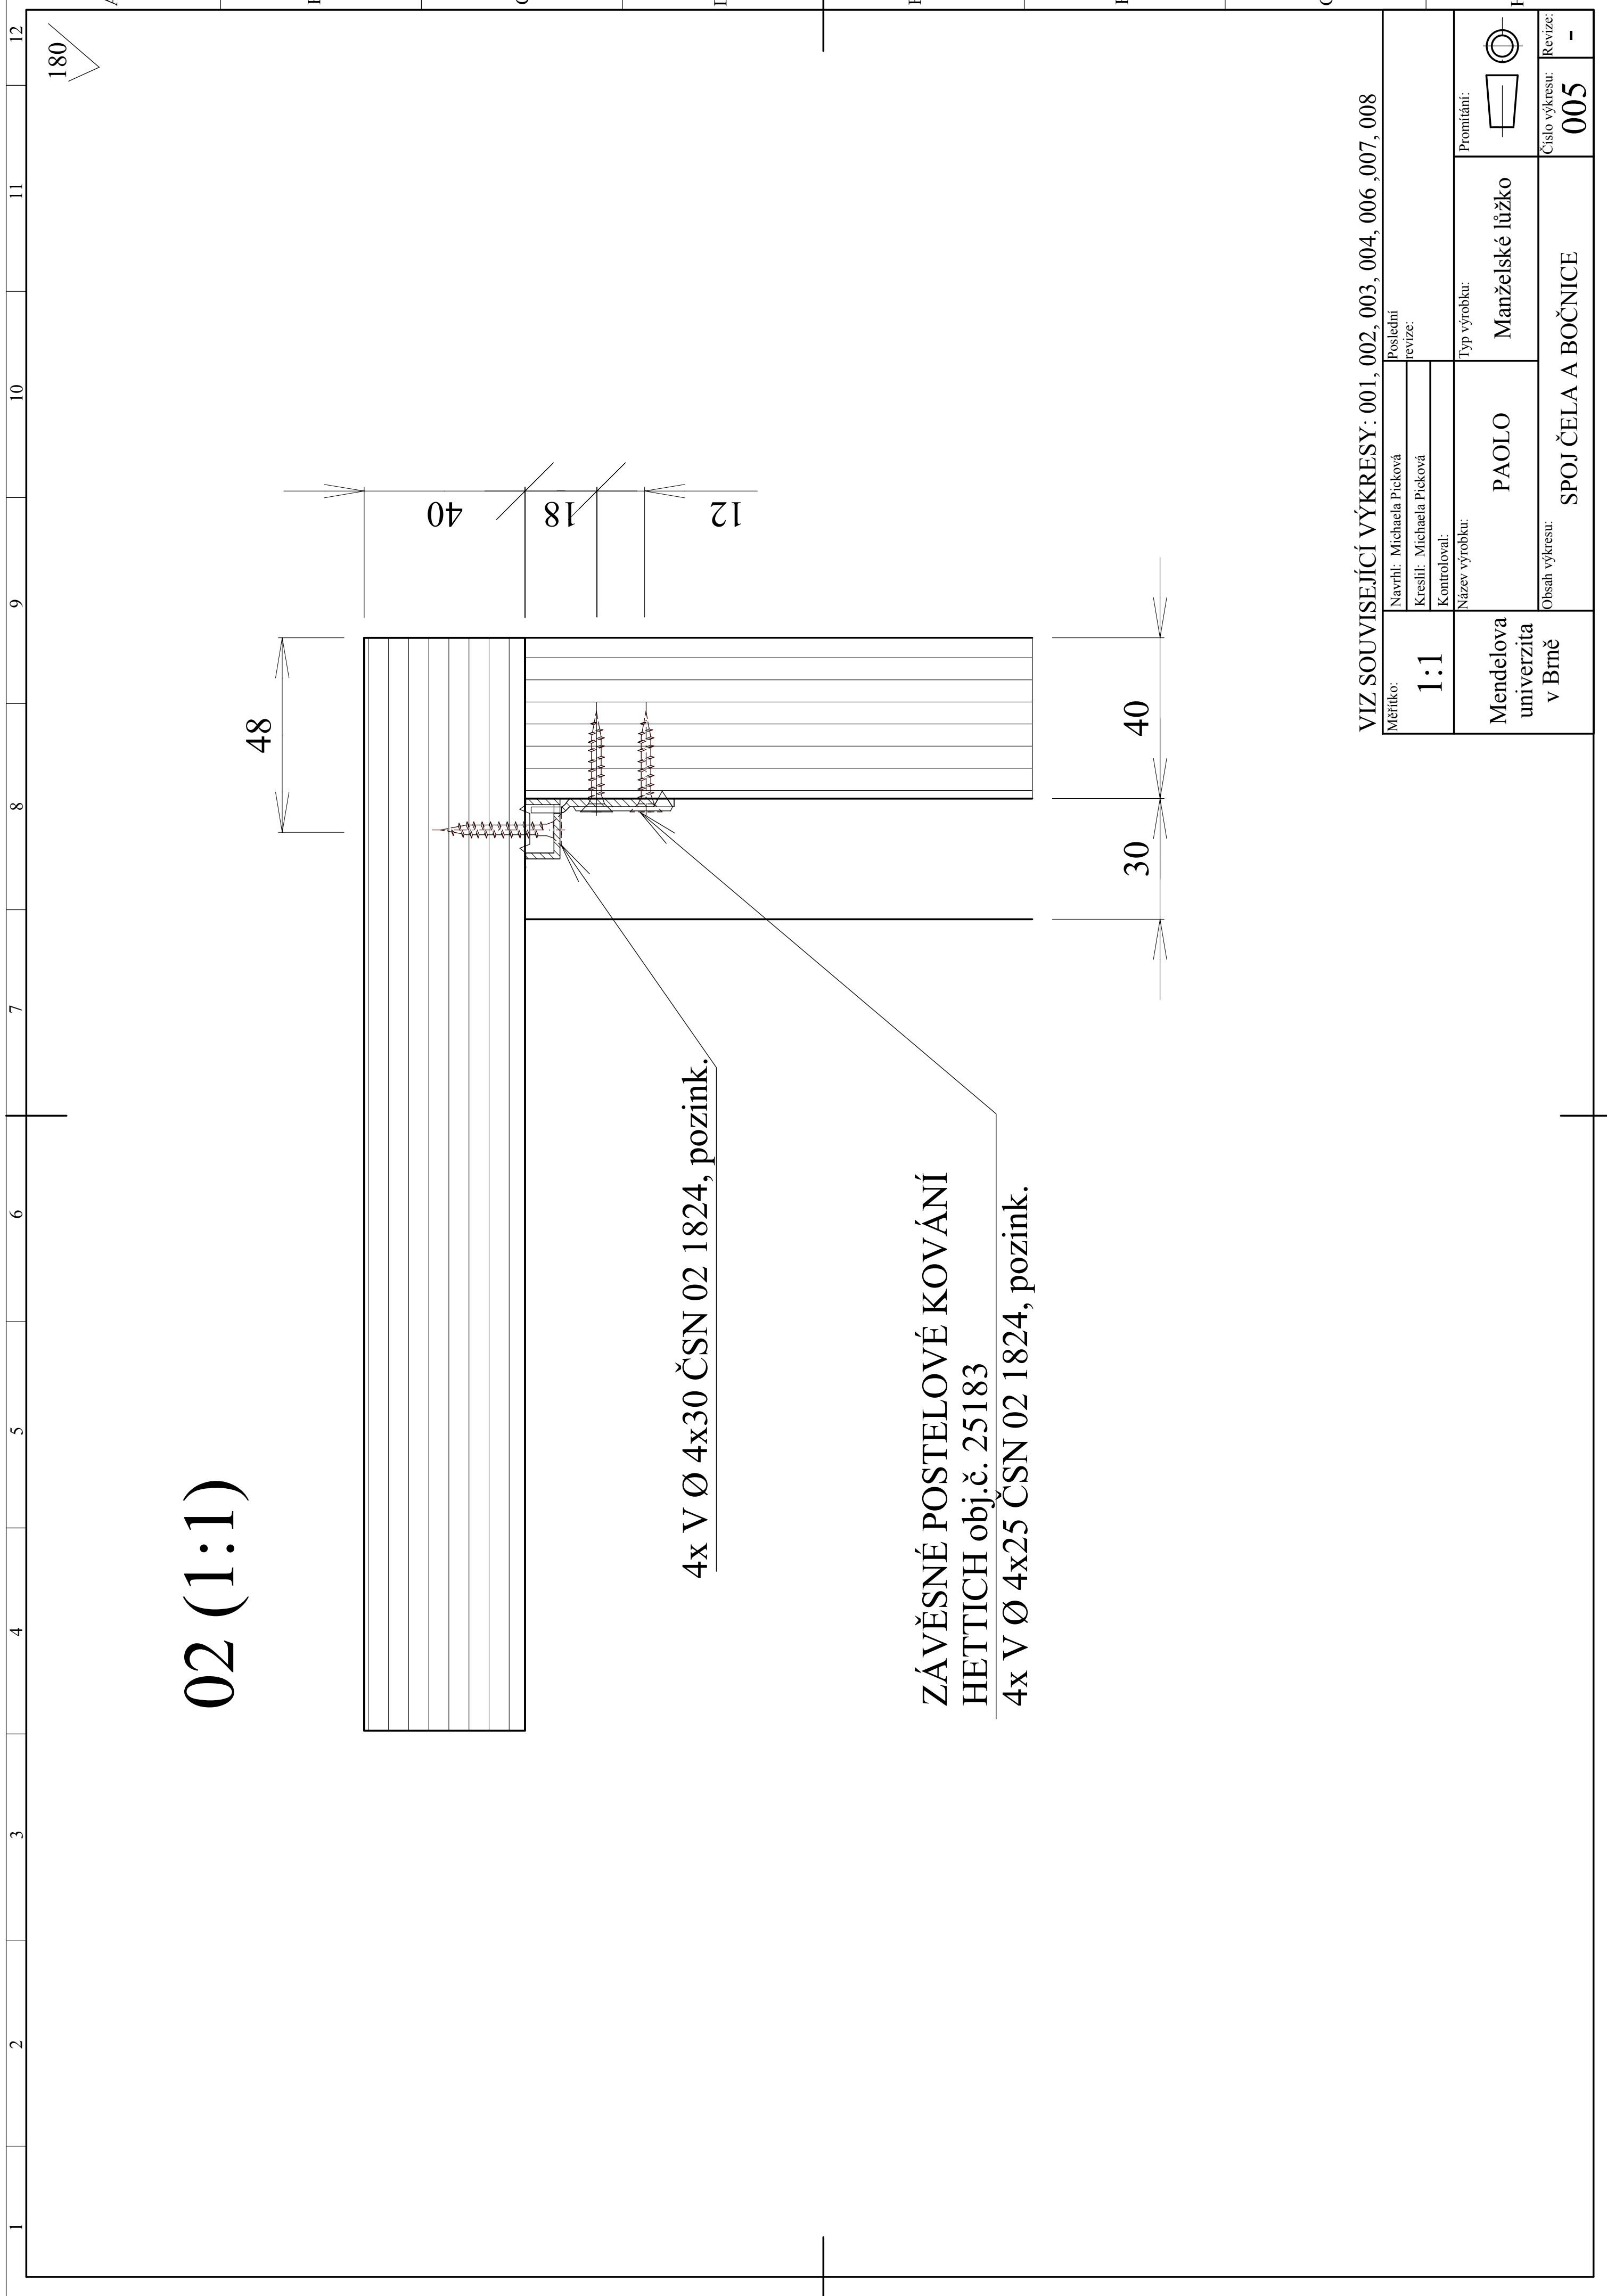 1 2 3 4 5 6 7 8 9 10 11 12
180
02 (1:1)
48
40
18
12
4x V Ø 4x30 ČSN 02 1824, pozink.
ZÁVĚSNÉ POSTELOVÉ KOVÁNÍ
HETTICH obj.č. 25183
4x V Ø 4x25 ČSN 02 1824, pozink.
30
40
VIZ SOUVISEJÍCÍ VÝKRESY: 001, 002, 003, 004, 006 ,007, 008
Měřítko:
1:1
Navrhl: Michaela Picková
Kreslil: Michaela Picková
Kontroloval:
Poslední
revize:
Mendelova
univerzita
v Brně
Název výrobku:
PAOLO
Typ výrobku:
Manželské lůžko
Promítání:
Obsah výkresu:
SPOJ ČELA A BOČNICE
Číslo výkresu:
005
Revize:
-